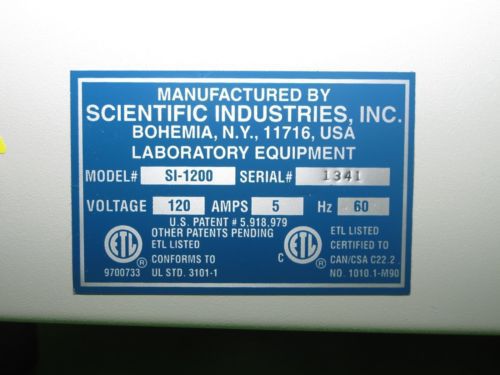 MANUFACTURED BY
SCIENTIFIC INDUSTRIES, INC.
BOHEMIA, N.Y., 11716, USA
LABORATORY EQUIPMENT
MODEL# SI-1200 SERIAL# 1341
VOLTAGE 120 AMPS 5 Hz 60
U.S. PATENT # 5,918,979
OTHER PATENTS PENDING
ETL ® 9700733
ETL LISTED
CONFORMS TO
UL STD. 3101-1
C ETL ®
ETL LISTED
CERTIFIED TO
CAN/CSA C22.2
NO. 1010.1-M90